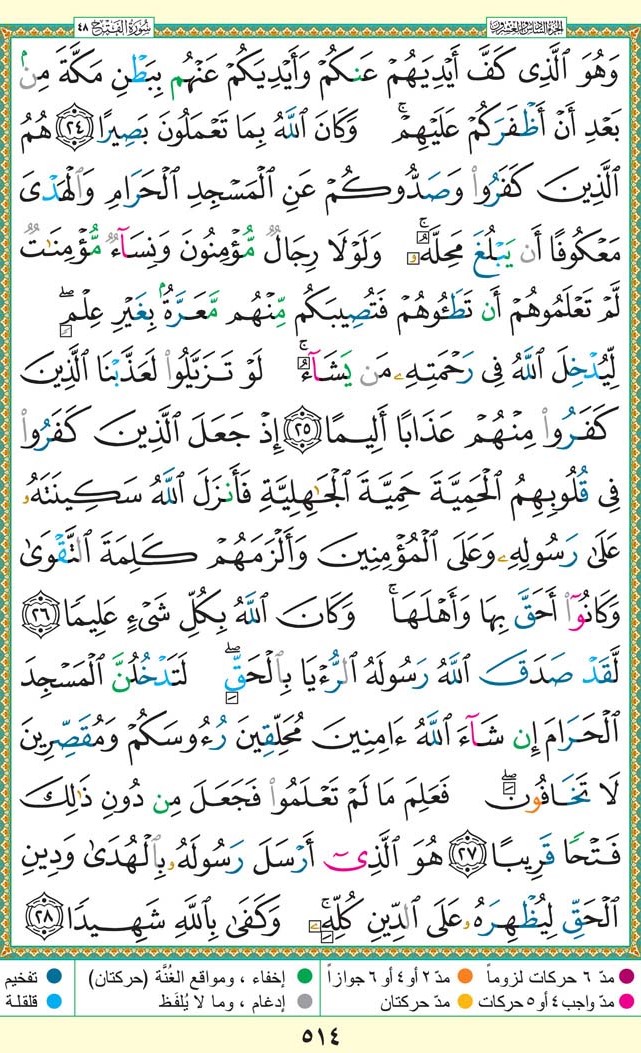 الجزء السادس والعشرون
سُورَةُ الفَتْحِ ٤٨
وَهُوَ ٱلَّذِى كَفَّ أَيْدِيَهُمْ عَنكُمْ وَأَيْدِيَكُمْ عَنْهُم بِبَطْنِ مَكَّةَ مِنۢ
بَعْدِ أَنْ أَظْفَرَكُمْ عَلَيْهِمْ ۚ وَكَانَ ٱللَّهُ بِمَا تَعْمَلُونَ بَصِيرًا ٢٤ هُمُ
ٱلَّذِينَ كَفَرُوا۟ وَصَدُّوكُمْ عَنِ ٱلْمَسْجِدِ ٱلْحَرَامِ وَٱلْهَدْىَ
مَعْكُوفًا أَن يَبْلُغَ مَحِلَّهُۥ ۚ وَلَوْلَا رِجَالٌ مُّؤْمِنُونَ وَنِسَآءٌ مُّؤْمِنَٰتٌ
لَّمْ تَعْلَمُوهُمْ أَن تَطَـُٔوهُمْ فَتُصِيبَكُم مِّنْهُم مَّعَرَّةٌۢ بِغَيْرِ عِلْمٍ ۖ
لِّيُدْخِلَ ٱللَّهُ فِى رَحْمَتِهِۦ مَن يَشَآءُ ۚ لَوْ تَزَيَّلُوا۟ لَعَذَّبْنَا ٱلَّذِينَ
كَفَرُوا۟ مِنْهُمْ عَذَابًا أَلِيمًا ٢٥ إِذْ جَعَلَ ٱلَّذِينَ كَفَرُوا۟
فِى قُلُوبِهِمُ ٱلْحَمِيَّةَ حَمِيَّةَ ٱلْجَٰهِلِيَّةِ فَأَنزَلَ ٱللَّهُ سَكِينَتَهُۥ
عَلَىٰ رَسُولِهِۦ وَعَلَى ٱلْمُؤْمِنِينَ وَأَلْزَمَهُمْ كَلِمَةَ ٱلتَّقْوَىٰ
وَكَانُوٓا۟ أَحَقَّ بِهَا وَأَهْلَهَا ۚ وَكَانَ ٱللَّهُ بِكُلِّ شَىْءٍ عَلِيمًا ٢٦
لَّقَدْ صَدَقَ ٱللَّهُ رَسُولَهُ ٱلرُّءْيَا بِٱلْحَقِّ ۖ لَتَدْخُلُنَّ ٱلْمَسْجِدَ
ٱلْحَرَامَ إِن شَآءَ ٱللَّهُ ءَامِنِينَ مُحَلِّقِينَ رُءُوسَكُمْ وَمُقَصِّرِينَ
لَا تَخَافُونَ ۖ فَعَلِمَ مَا لَمْ تَعْلَمُوا۟ فَجَعَلَ مِن دُونِ ذَٰلِكَ
فَتْحًا قَرِيبًا ٢٧ هُوَ ٱلَّذِىٓ أَرْسَلَ رَسُولَهُۥ بِٱلْهُدَىٰ وَدِينِ
ٱلْحَقِّ لِيُظْهِرَهُۥ عَلَى ٱلدِّينِ كُلِّهِۦ ۚ وَكَفَىٰ بِٱللَّهِ شَهِيدًا ٢٨
مدّ ٦ حركات لزوماً مدّ ٢ أو ٤ أو ٦ جوازاً إخفاء ، ومواقع الغُنَّة (حركتان) تفخيم
مدّ واجب ٤ أو ٥ حركات مدّ حركتان إدغام ، وما لا يُلفَظ قلقلة
٥١٤